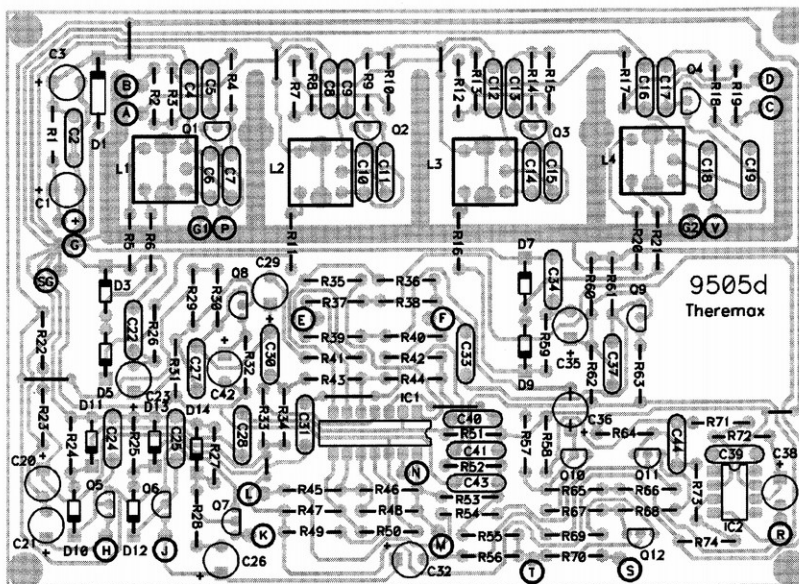 C3 D1 B A R2 R3 C4 C5 R4 R7 R8 C8 C9 R9 R10 R12 R13 C12 C13 R14 R15 R17 C16 C17 Q4 R18 R19 D C
R1 C2 Q1 Q2 Q3
L1 C6 C7 L2 C10 C11 L3 C14 C15 L4 C18 C19
C1 + G G1 P G2 V
R5 R6 R11 R16 R20 R21
SG D3 R29 R30 Q8 C29 R35 R36 D7 C34 R60 R61 Q9 9505d
R37 R38 Theremax
R22 C22 R26 E F
D5 C23 R31 C27 C42 R32 C30 R39 R40 C33 D9 R59 C35 R62 C37 R63
R41 R42
R43 R44
R23 D11 D13 D14 R33 R34 IC1 C36
R24 C24 R25 C25 R27 C28 C31 C40 R67 R68 R64 C44 R71
R51 R72
C41 C39 C38
C20 R52 Q10 Q11
Q5 Q6 L N C43 R73
R45 R46 R65 R66
C21 R28 Q7 R47 R48 R53 R67 R68 IC2
R54
K R49 R50 R55 R69 Q12 R74 R
D10 H D12 J C26 C32 M R56 R70
T S